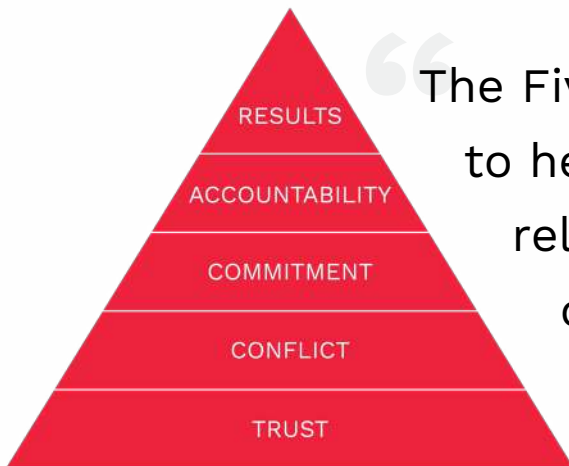 RESULTS
ACCOUNTABILITY
COMMITMENT
CONFLICT
TRUST
“
The
to